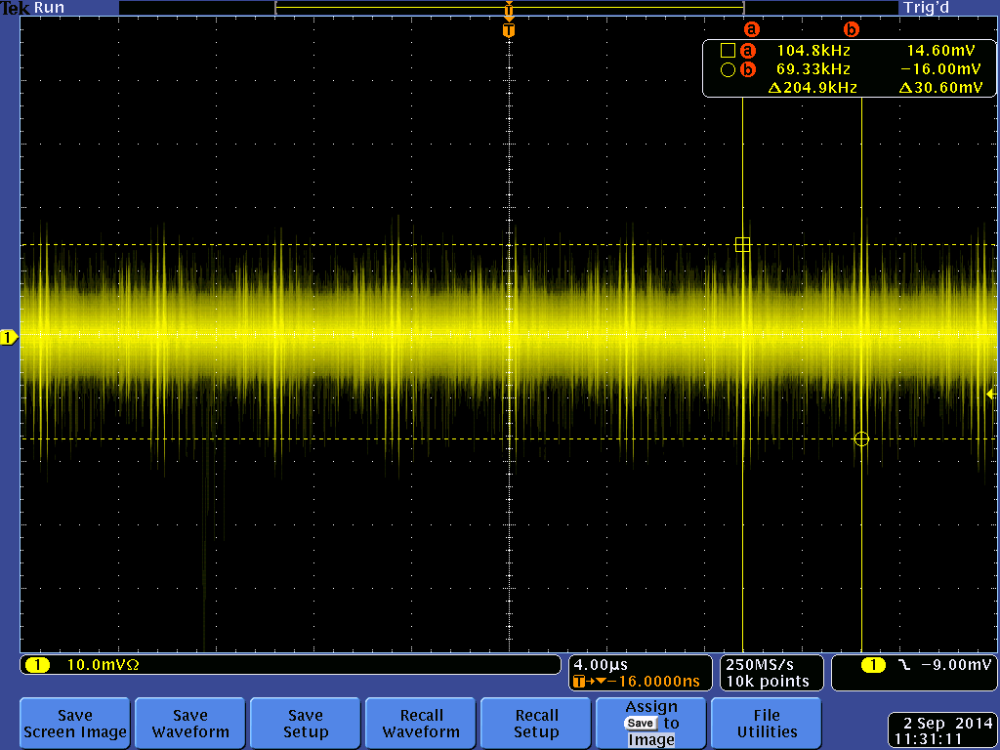 Tek Run Trig'd
T
T
a b
a 104.8kHz 14.60mV
b 69.33kHz −16.00mV
Δ204.9kHz Δ30.60mV
1
1 10.0mVΩ
4.00µs
T→▼−16.0000ns
250MS/s
10k points
1 −9.00mV
Save
Screen Image
Save
Waveform
Save
Setup
Recall
Waveform
Recall
Setup
Assign
Save to
Image
File
Utilities
2 Sep 2014
11:31:11